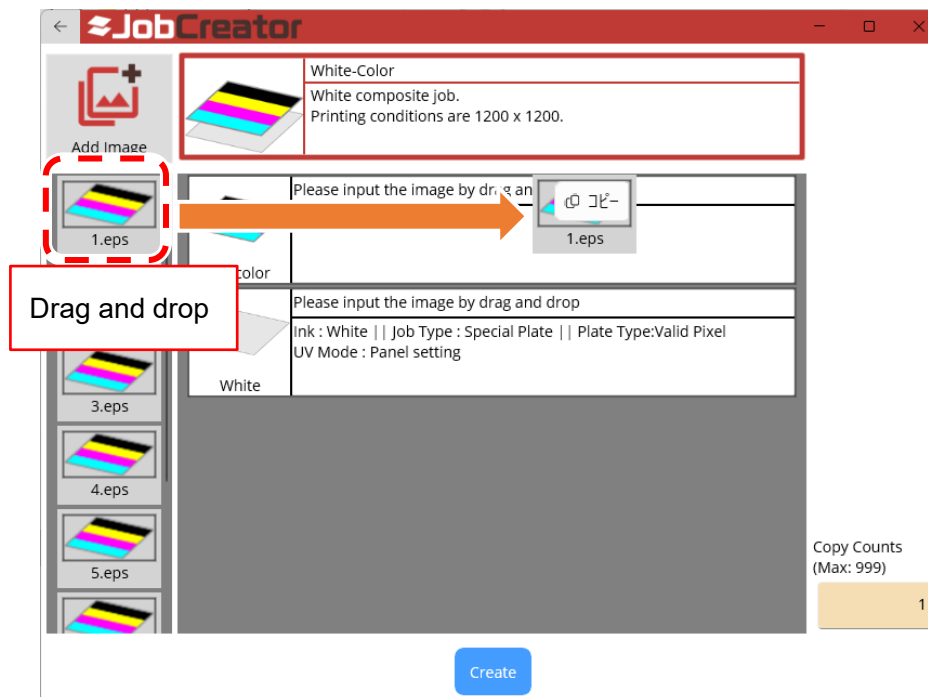 JobCreator
Add Image
White-Color
White composite job.
Printing conditions are 1200 x 1200.
1.eps
Please input the image by drag an
コピー
1.eps
color
Drag and drop
Please input the image by drag and drop
Ink : White || Job Type : Special Plate || Plate Type:Valid Pixel
UV Mode : Panel setting
White
3.eps
4.eps
5.eps
Copy Counts
(Max: 999)
1
Create